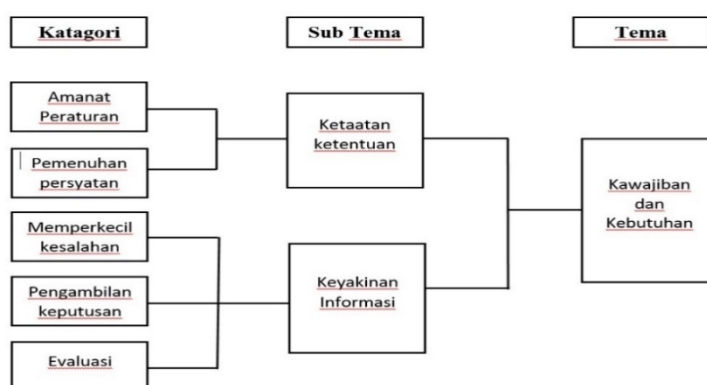 Katagori
Sub Tema
Tema
Amanat
Peraturan
Pemenuhan
persyatan
Memperkecil
kesalahan
Pengambilan
keputusan
Evaluasi
Ketaatan
ketentuan
Keyakinan
Informasi
Kawajiban
dan
Kebutuhan